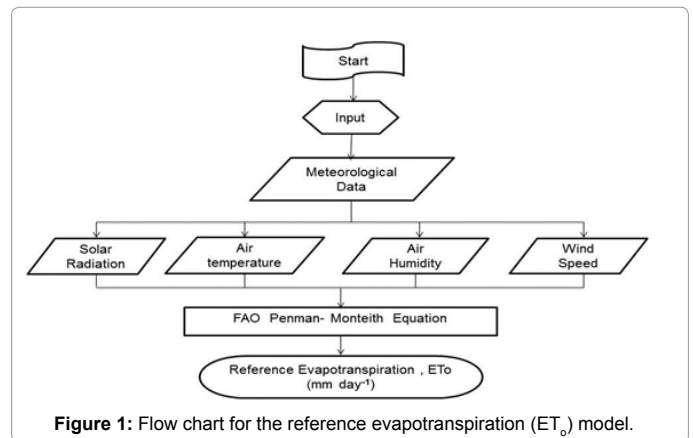 Start
Input
Meteorological
Data
Solar
Radiation
Air
temperature
Air
Humidity
Wind
Speed
FAO Penman- Monteith Equation
Reference Evapotranspiration , ETo
(mm day-1)
Figure 1: Flow chart for the reference evapotranspiration (ETo) model.